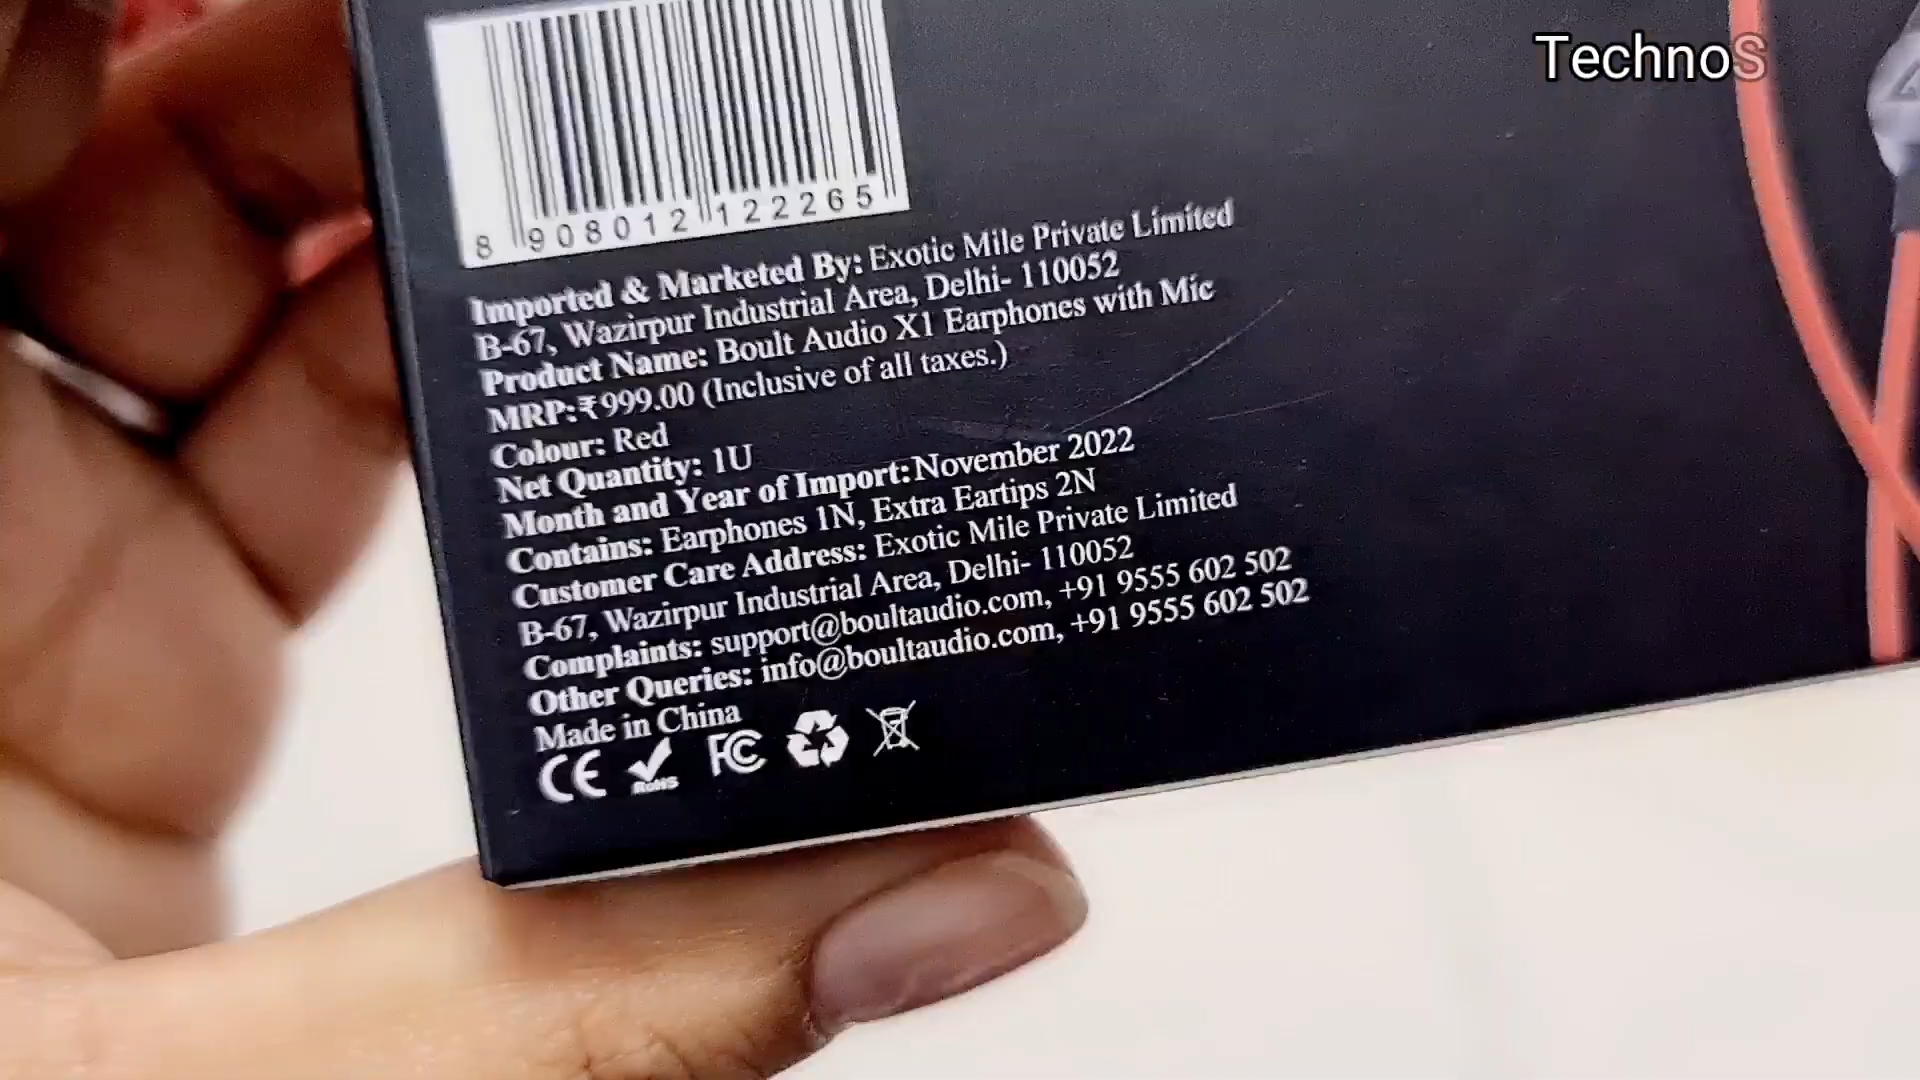 TechnoS
8 908012 122265
Imported & Marketed By: Exotic Mile Private Limited
B-67, Wazirpur Industrial Area, Delhi- 110052
Product Name: Boult Audio X1 Earphones with Mic
MRP:₹999.00 (Inclusive of all taxes.)
Colour: Red
Net Quantity: 1U
Month and Year of Import:November 2022
Contains: Earphones 1N, Extra Eartips 2N
Customer Care Address: Exotic Mile Private Limited
B-67, Wazirpur Industrial Area, Delhi- 110052
Complaints: support@boultaudio.com, +91 9555 602 502
Other Queries: info@boultaudio.com, +91 9555 602 502
Made in China
CE RoHS FC